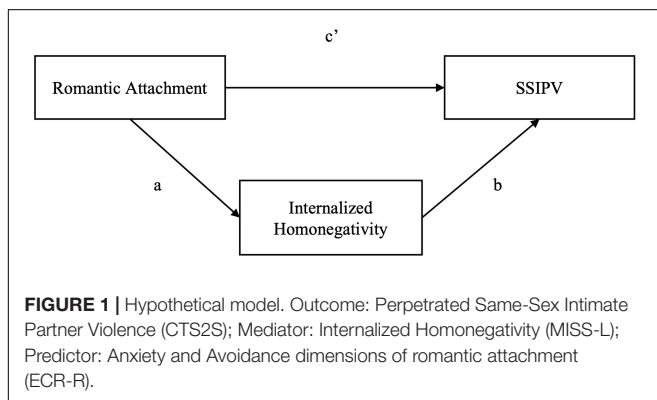 c’
Romantic Attachment
SSIPV
a
b
Internalized
Homonegativity
FIGURE 1 | Hypothetical model. Outcome: Perpetrated Same-Sex Intimate
Partner Violence (CTS2S); Mediator: Internalized Homonegativity (MISS-L);
Predictor: Anxiety and Avoidance dimensions of romantic attachment
(ECR-R).